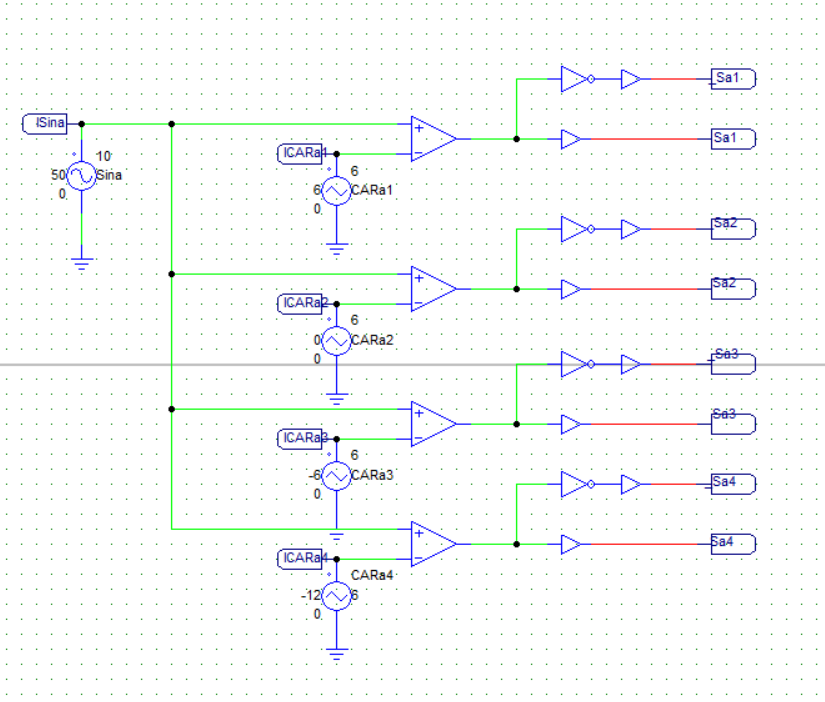 Sa1
ISina
10
50 Sina
0
ICARa1
6
6 CARa1
0
Sa1
Sa2
ICARa2
6
0 CARa2
0
Sa2
Sa3
ICARa3
6
-6 CARa3
0
Sa3
Sa4
ICARa4
CARa4
-12 6
0
Sa4